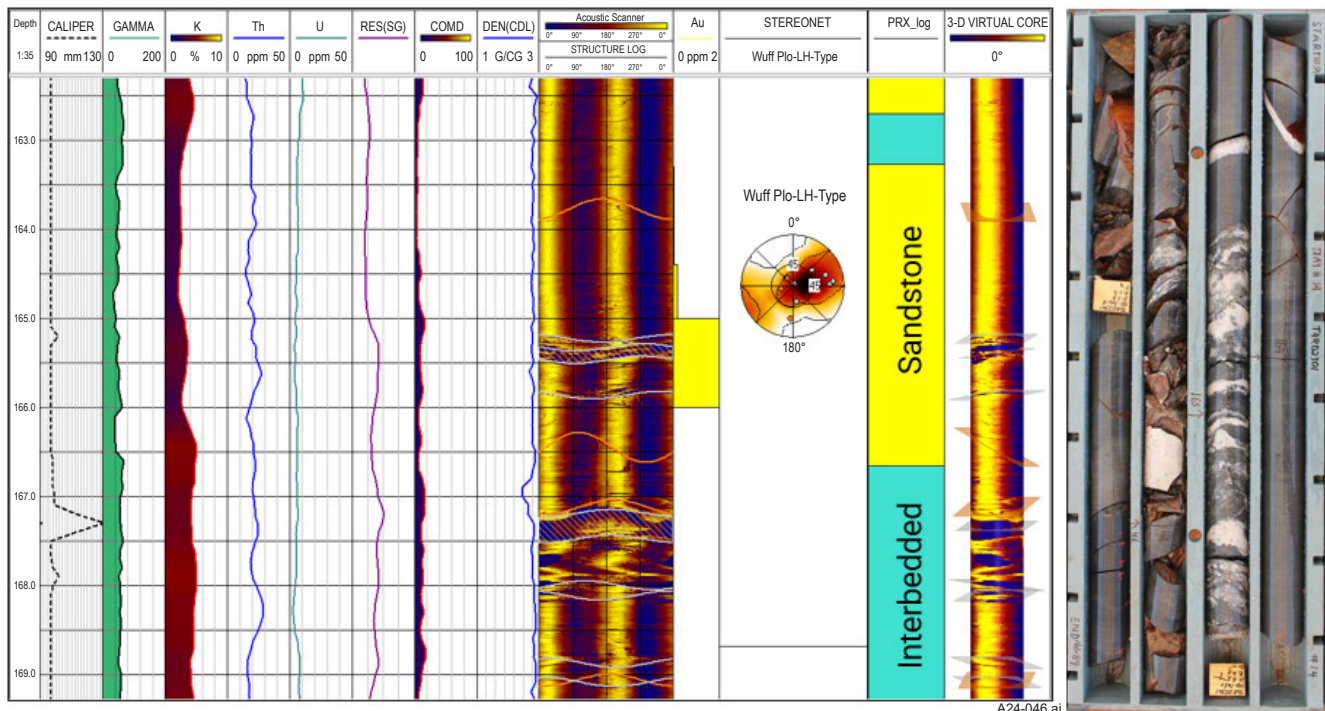 Depth
1:35
CALIPER
90 mm 130
GAMMA
0 200
K
0 % 10
Th
0 ppm 50
U
0 ppm 50
RES(SG)
COMD
0 100
DEN(CDL)
1 G/CG 3
Acoustic Scanner
0° 90° 180° 270° 0°
STRUCTURE LOG
0° 90° 180° 270° 0°
Au
0 ppm 2
STEREONET
Wuff Plo-LH-Type
PRX_log
3-D VIRTUAL CORE
0°
163.0
164.0
165.0
166.0
167.0
168.0
169.0
Wuff Plo-LH-Type
0°
45
45
180°
Sandstone
Interbedded
A24-046.ai